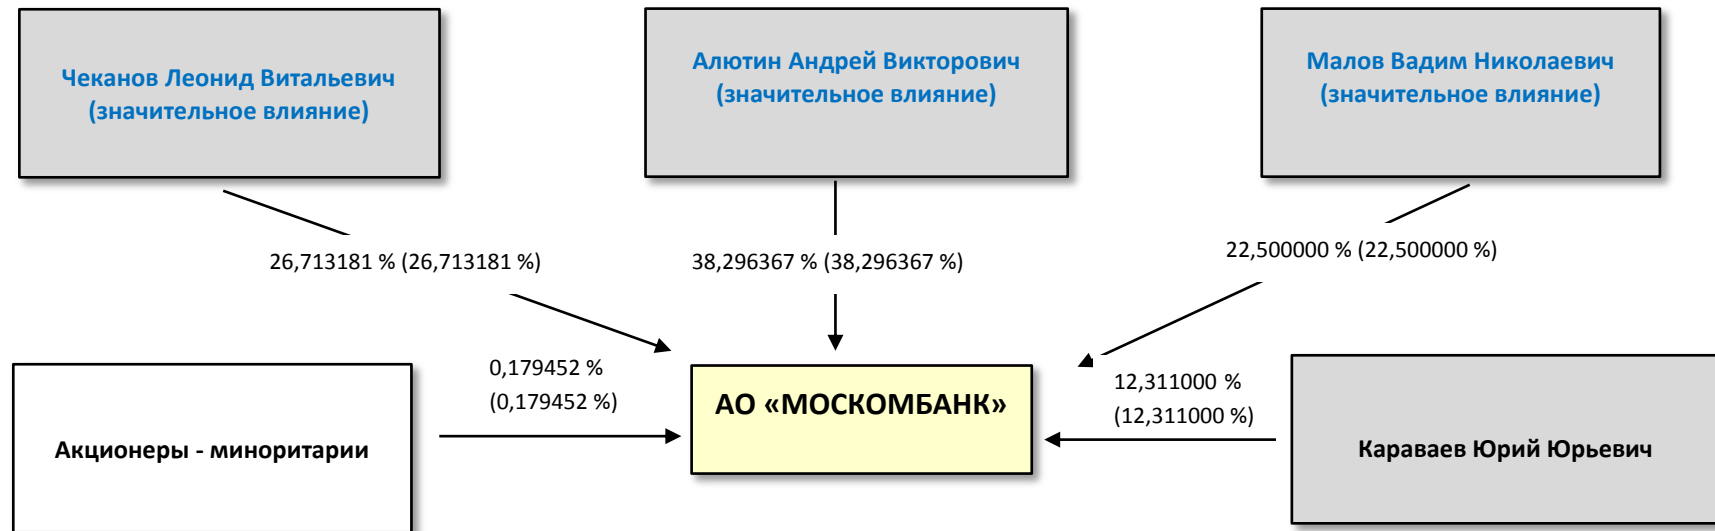 Чеканов Леонид Витальевич
(значительное влияние)
Алютин Андрей Викторович
(значительное влияние)
Малов Вадим Николаевич
(значительное влияние)
26,713181 % (26,713181 %)
38,296367 % (38,296367 %)
22,500000 % (22,500000 %)
Акционеры - миноритарии
0,179452 %
(0,179452 %)
АО «МОСКОМБАНК»
12,311000 %
(12,311000 %)
Караваев Юрий Юрьевич